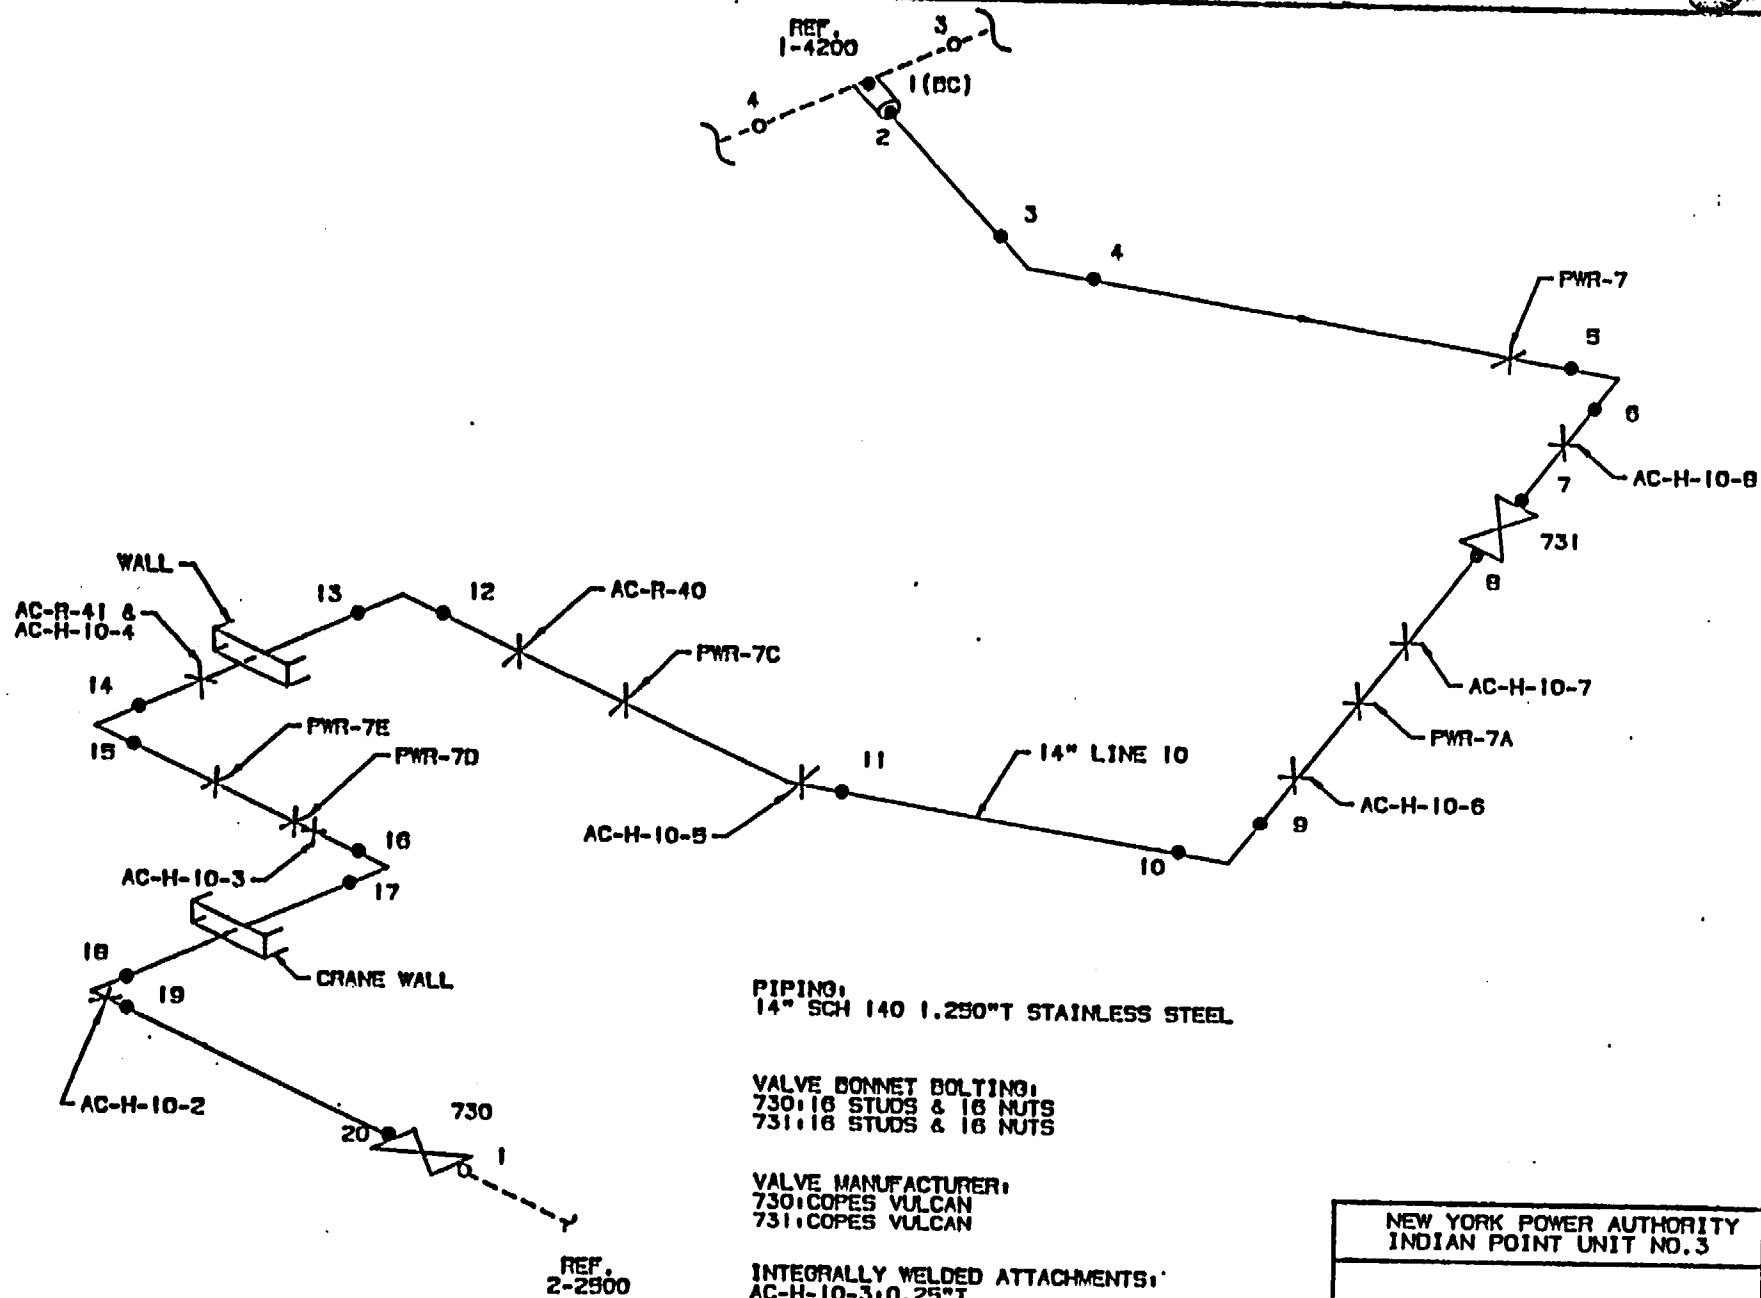 REF.
1-4200
3
1(BC)
4
2
3
4
PWR-7
5
6
AC-H-10-8
7
731
8
WALL
13
12
AC-R-40
AC-R-41 &
AC-H-10-4
PWR-7C
14
AC-H-10-7
PWR-7E
15
PWR-7D
PWR-7A
11
14" LINE 10
AC-H-10-6
16
AC-H-10-5
9
10
AC-H-10-3
17
18
CRANE WALL
19
PIPING:
14" SCH 140 1.250"T STAINLESS STEEL
AC-H-10-2
730
20
1
VALVE BONNET BOLTING:
730:16 STUDS & 16 NUTS
731:16 STUDS & 16 NUTS
VALVE MANUFACTURER:
730:COPES VULCAN
731:COPES VULCAN
REF.
2-2500
INTEGRALLY WELDED ATTACHMENTS:
AC-H-10-3:0.25"T
NEW YORK POWER AUTHORITY
INDIAN POINT UNIT NO.3